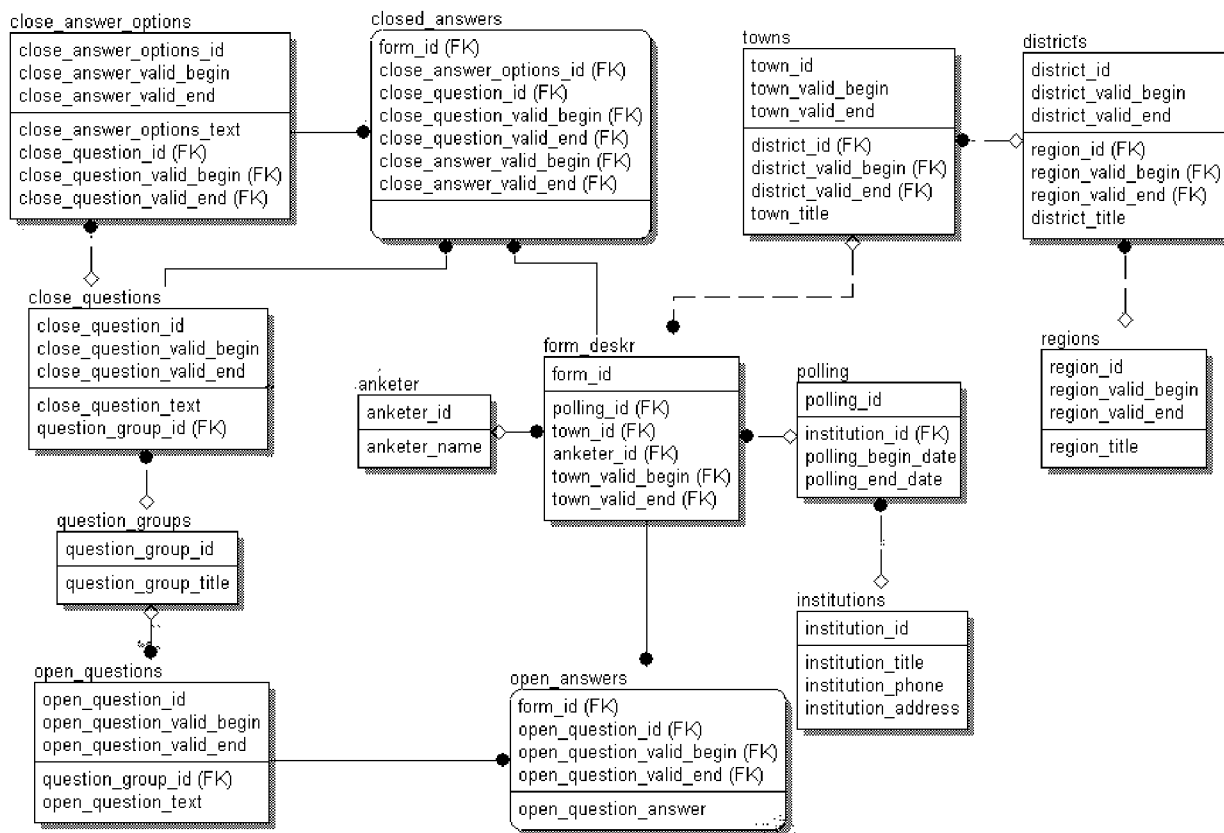 close_answer_options
close_answer_options_id
close_answer_valid_begin
close_answer_valid_end
close_answer_options_text
close_question_id (FK)
close_question_valid_begin (FK)
close_question_valid_end (FK)
closed_answers
form_id (FK)
close_answer_options_id (FK)
close_question_id (FK)
close_question_valid_begin (FK)
close_question_valid_end (FK)
close_answer_valid_begin (FK)
close_answer_valid_end (FK)
towns
town_id
town_valid_begin
town_valid_end
district_id (FK)
district_valid_begin (FK)
district_valid_end (FK)
town_title
districts
district_id
district_valid_begin
district_valid_end
region_id (FK)
region_valid_begin (FK)
region_valid_end (FK)
district_title
close_questions
close_question_id
close_question_valid_begin
close_question_valid_end
close_question_text
question_group_id (FK)
anketer
anketer_id
anketer_name
form_deskr
form_id
polling_id (FK)
town_id (FK)
anketer_id (FK)
town_valid_begin (FK)
town_valid_end (FK)
polling
polling_id
institution_id (FK)
polling_begin_date
polling_end_date
regions
region_id
region_valid_begin
region_valid_end
region_title
question_groups
question_group_id
question_group_title
institutions
institution_id
institution_title
institution_phone
institution_address
open_questions
open_question_id
open_question_valid_begin
open_question_valid_end
question_group_id (FK)
open_question_text
open_answers
form_id (FK)
open_question_id (FK)
open_question_valid_begin (FK)
open_question_valid_end (FK)
open_question_answer